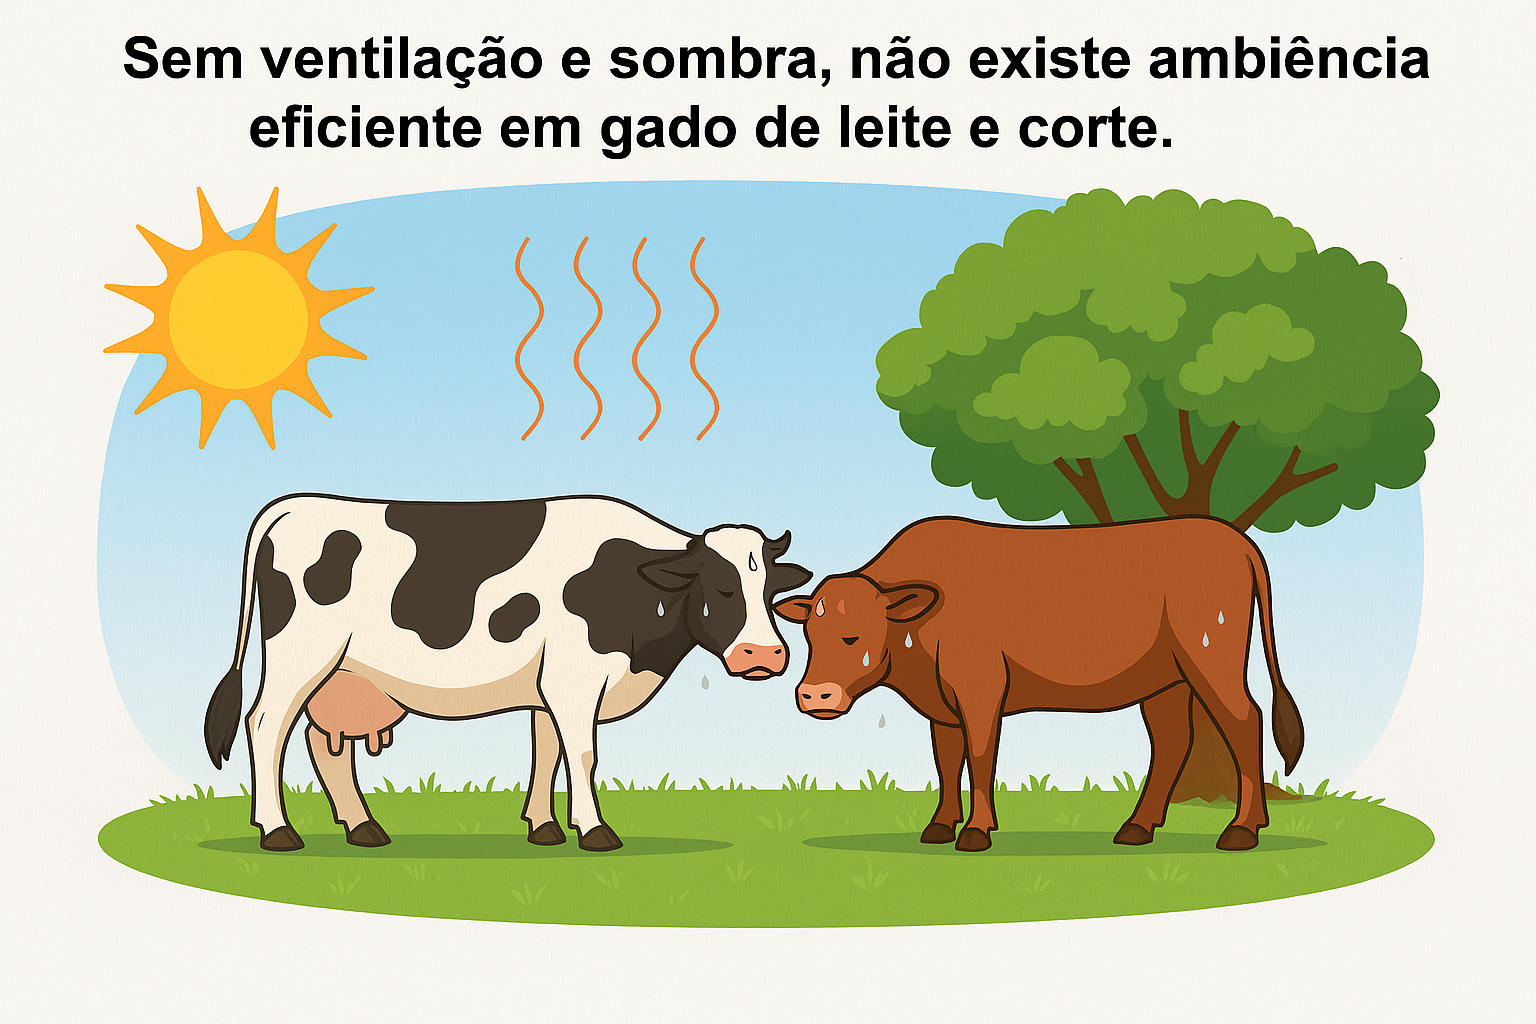 Sem ventilação e sombra, não existe ambiência
eficiente em gado de leite e corte.